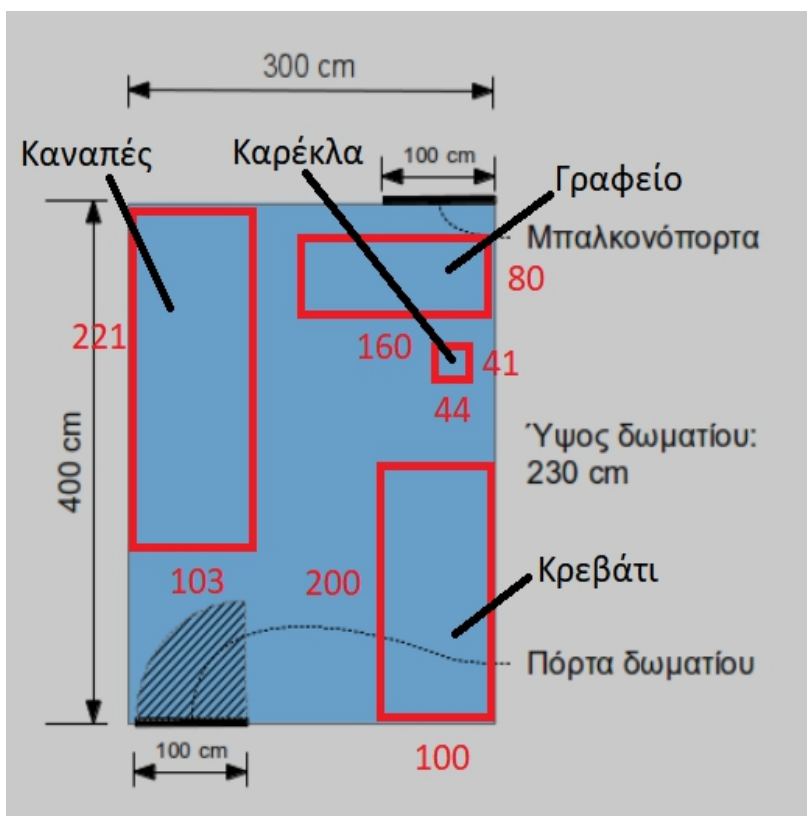 300 cm
Καναπές
Καρέκλα
100 cm
Γραφείο
Μπαλκονόπορτα
80
221
160
41
44
400 cm
Ύψος δωματίου:
230 cm
103
200
Κρεβάτι
Πόρτα δωματίου
100 cm
100